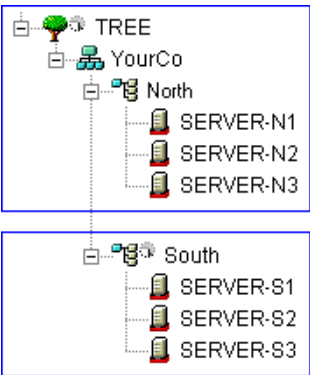 TREE
YourCo
North
SERVER-N1
SERVER-N2
SERVER-N3
South
SERVER-S1
SERVER-S2
SERVER-S3